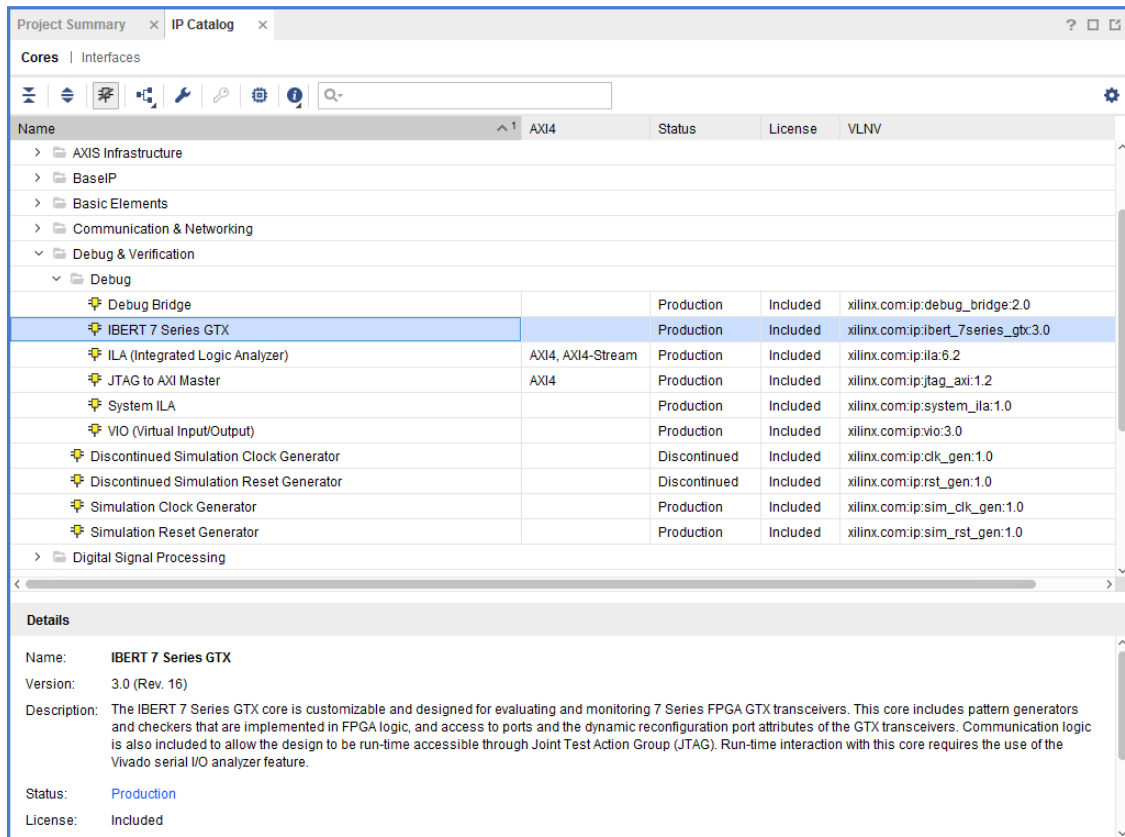 Project Summary × IP Catalog × ?
Cores | Interfaces
Name 1 AXI4 Status License VLNV
AXIS Infrastructure
BaseIP
Basic Elements
Communication & Networking
Debug & Verification
Debug
Debug Bridge Production Included xilinx.com:ip:debug_bridge:2.0
IBERT 7 Series GTX Production Included xilinx.com:ip:ibert_7series_gtx:3.0
ILA (Integrated Logic Analyzer) AXI4, AXI4-Stream Production Included xilinx.com:ip:ila:6.2
JTAG to AXI Master AXI4 Production Included xilinx.com:ip:jtag_axi:1.2
System ILA Production Included xilinx.com:ip:system_ila:1.0
VIO (Virtual Input/Output) Production Included xilinx.com:ip:vio:3.0
Discontinued Simulation Clock Generator Discontinued Included xilinx.com:ip:clk_gen:1.0
Discontinued Simulation Reset Generator Discontinued Included xilinx.com:ip:rst_gen:1.0
Simulation Clock Generator Production Included xilinx.com:ip:sim_clk_gen:1.0
Simulation Reset Generator Production Included xilinx.com:ip:sim_rst_gen:1.0
Digital Signal Processing
Details
Name: IBERT 7 Series GTX
Version: 3.0 (Rev. 16)
Description: The IBERT 7 Series GTX core is customizable and designed for evaluating and monitoring 7 Series FPGA GTX transceivers. This core includes pattern generators
and checkers that are implemented in FPGA logic, and access to ports and the dynamic reconfiguration port attributes of the GTX transceivers. Communication logic
is also included to allow the design to be run-time accessible through Joint Test Action Group (JTAG). Run-time interaction with this core requires the use of the
Vivado serial I/O analyzer feature.
Status: Production
License: Included